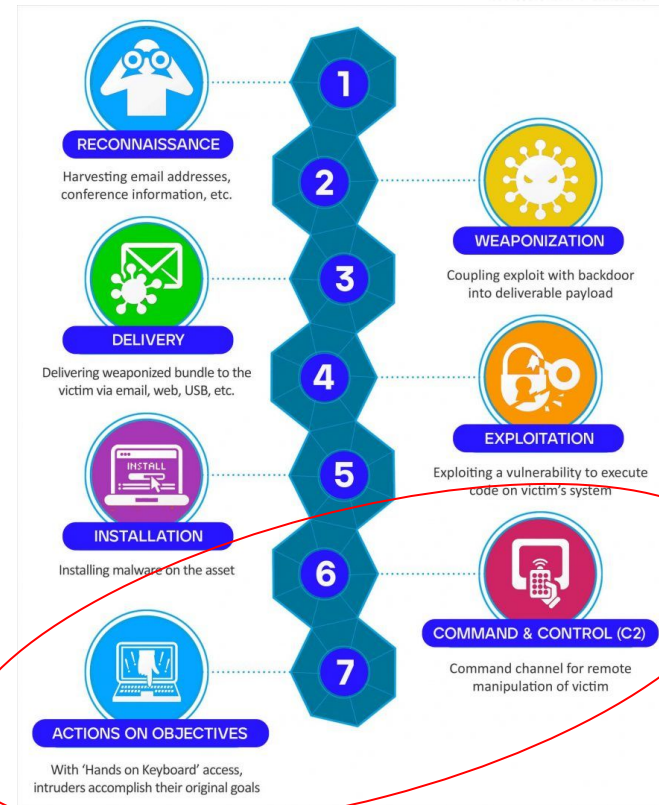 1
RECONNAISSANCE
Harvesting email addresses,
conference information, etc.
2
WEAPONIZATION
Coupling exploit with backdoor
into deliverable payload
3
DELIVERY
Delivering weaponized bundle to the
victim via email, web, USB, etc.
4
EXPLOITATION
Exploiting a vulnerability to execute
code on victim's system
5
INSTALL
INSTALLATION
Installing malware on the asset
6
COMMAND & CONTROL (C2)
Command channel for remote
manipulation of victim
7
ACTIONS ON OBJECTIVES
With 'Hands on Keyboard' access,
intruders accomplish their original goals